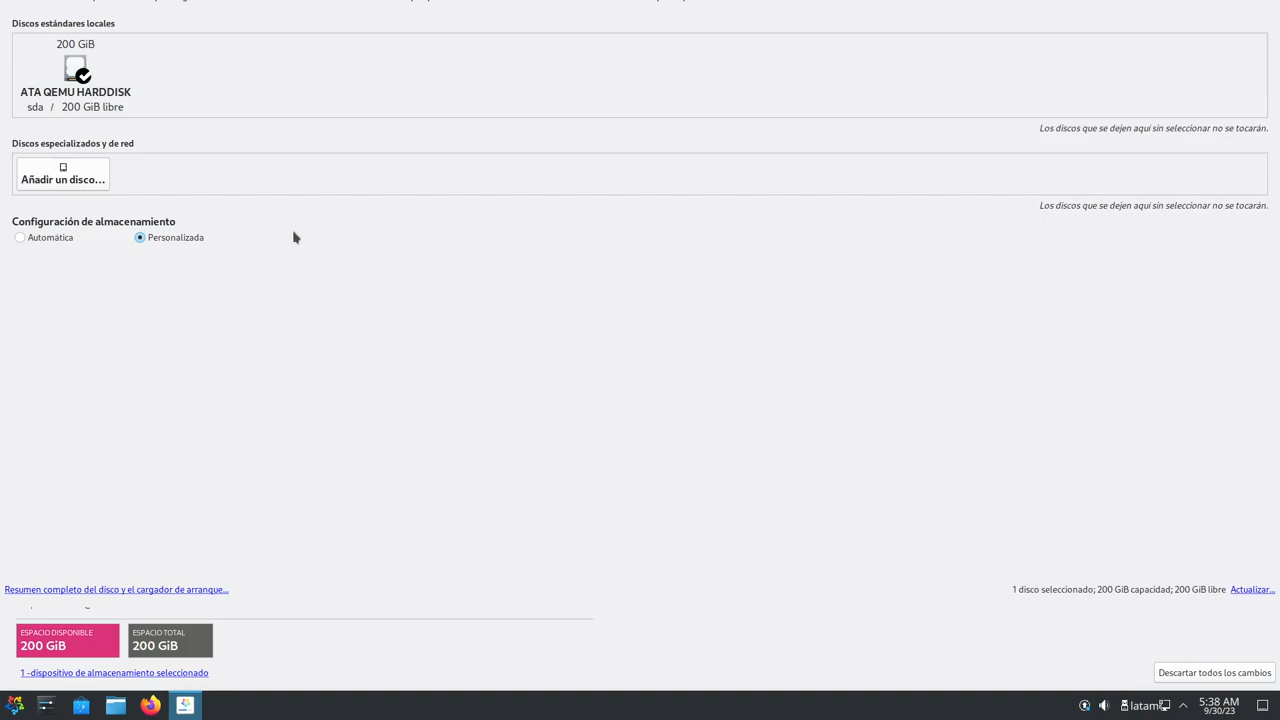 Discos estándares locales
200 GiB
ATA QEMU HARDDISK
sda / 200 GiB libre
Los discos que se dejen aquí sin seleccionar no se tocarán.
Discos especializados y de red
Añadir un disco...
Los discos que se dejen aquí sin seleccionar no se tocarán.
Configuración de almacenamiento
Automática Personalizada
Resumen completo del disco y el cargador de arranque...
1 disco seleccionado; 200 GiB capacidad; 200 GiB libre Actualizar...
ESPACIO DISPONIBLE
200 GiB
ESPACIO TOTAL
200 GiB
1 -dispositivo de almacenamiento seleccionado
Descartar todos los cambios
latam
5:38 AM
9/30/23